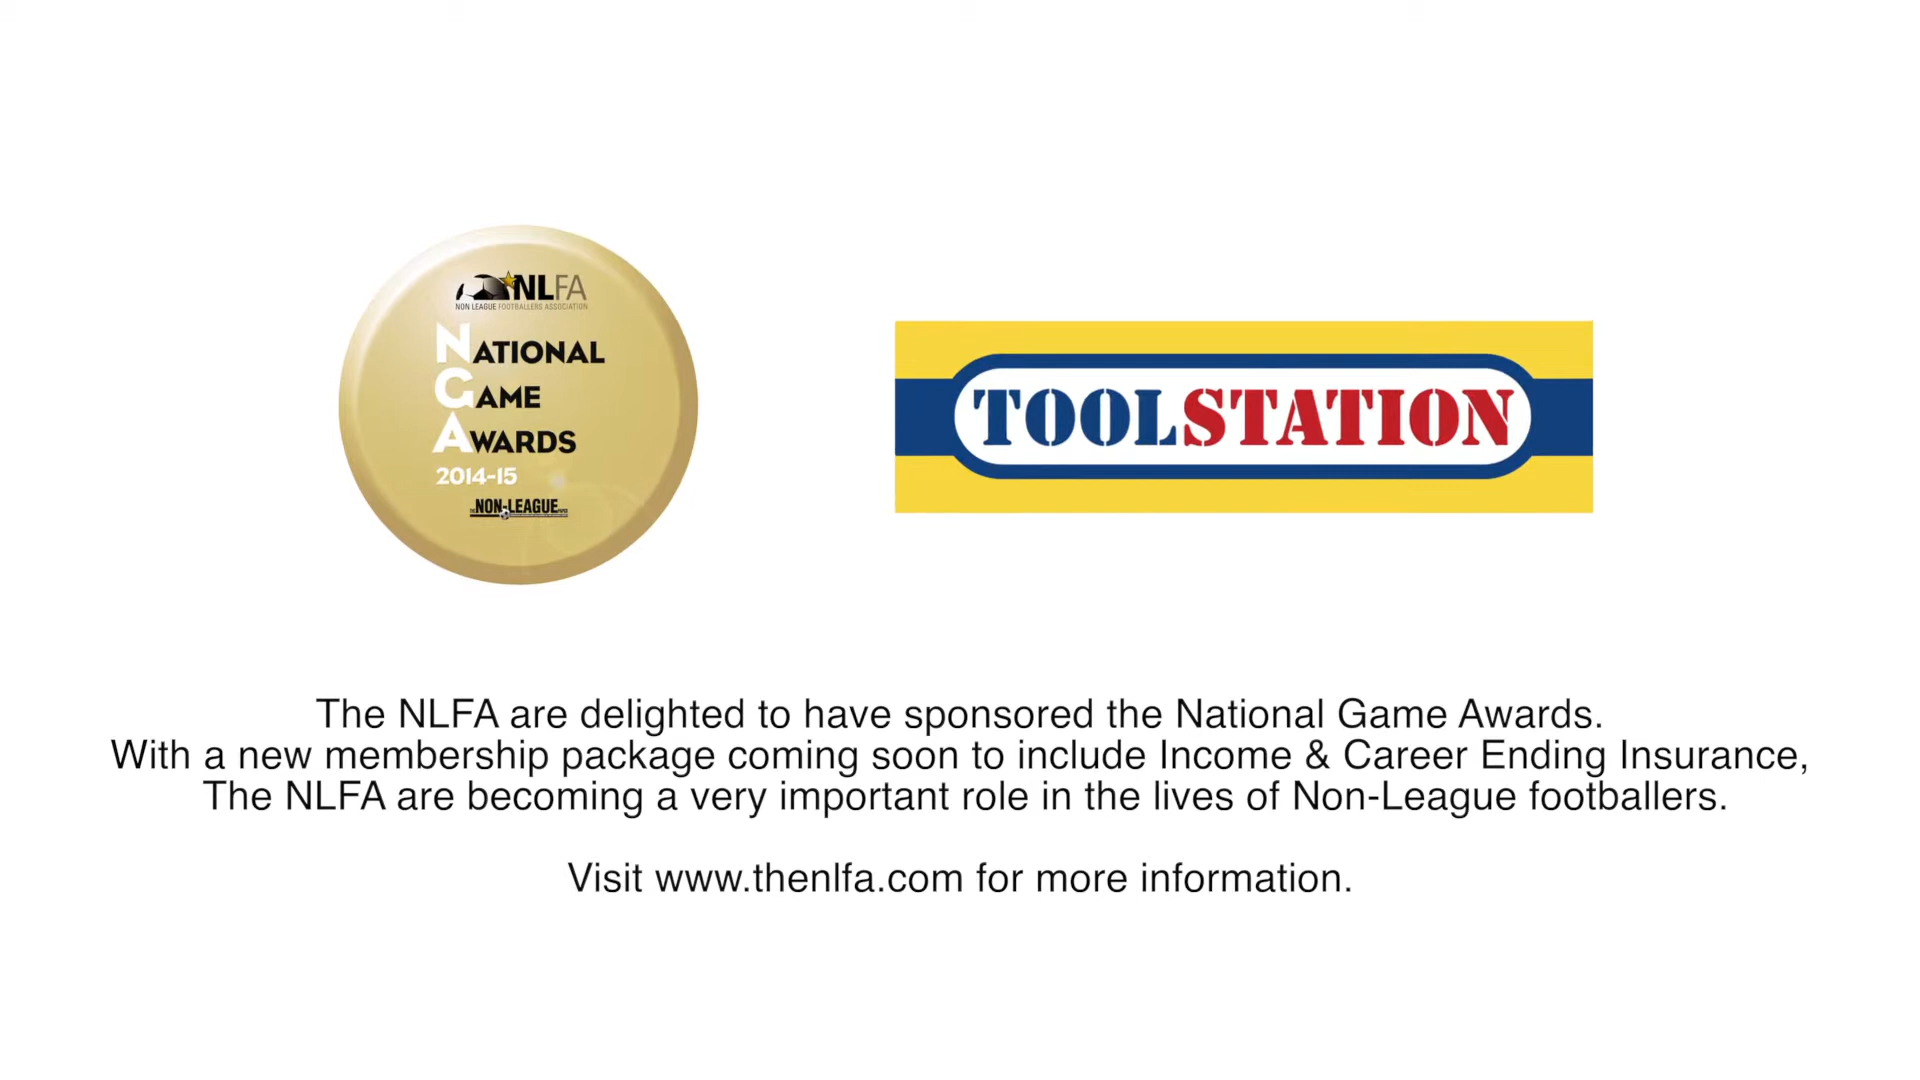 NLFA
NON LEAGUE FOOTBALLERS ASSOCIATION
NATIONAL
GAME
AWARDS
2014-15
THE NON-LEAGUE PAPER
TOOLSTATION
The NLFA are delighted to have sponsored the National Game Awards.
With a new membership package coming soon to include Income & Career Ending Insurance,
The NLFA are becoming a very important role in the lives of Non-League footballers.
Visit www.thenlfa.com for more information.